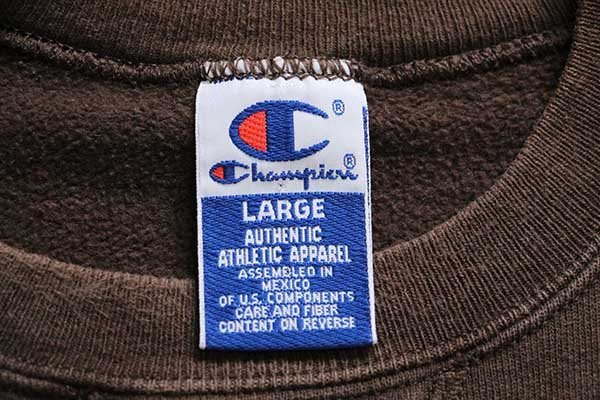 C ®
Champion ®
LARGE
AUTHENTIC
ATHLETIC APPAREL
ASSEMBLED IN
MEXICO
OF U.S. COMPONENTS
CARE AND FIBER
CONTENT ON REVERSE